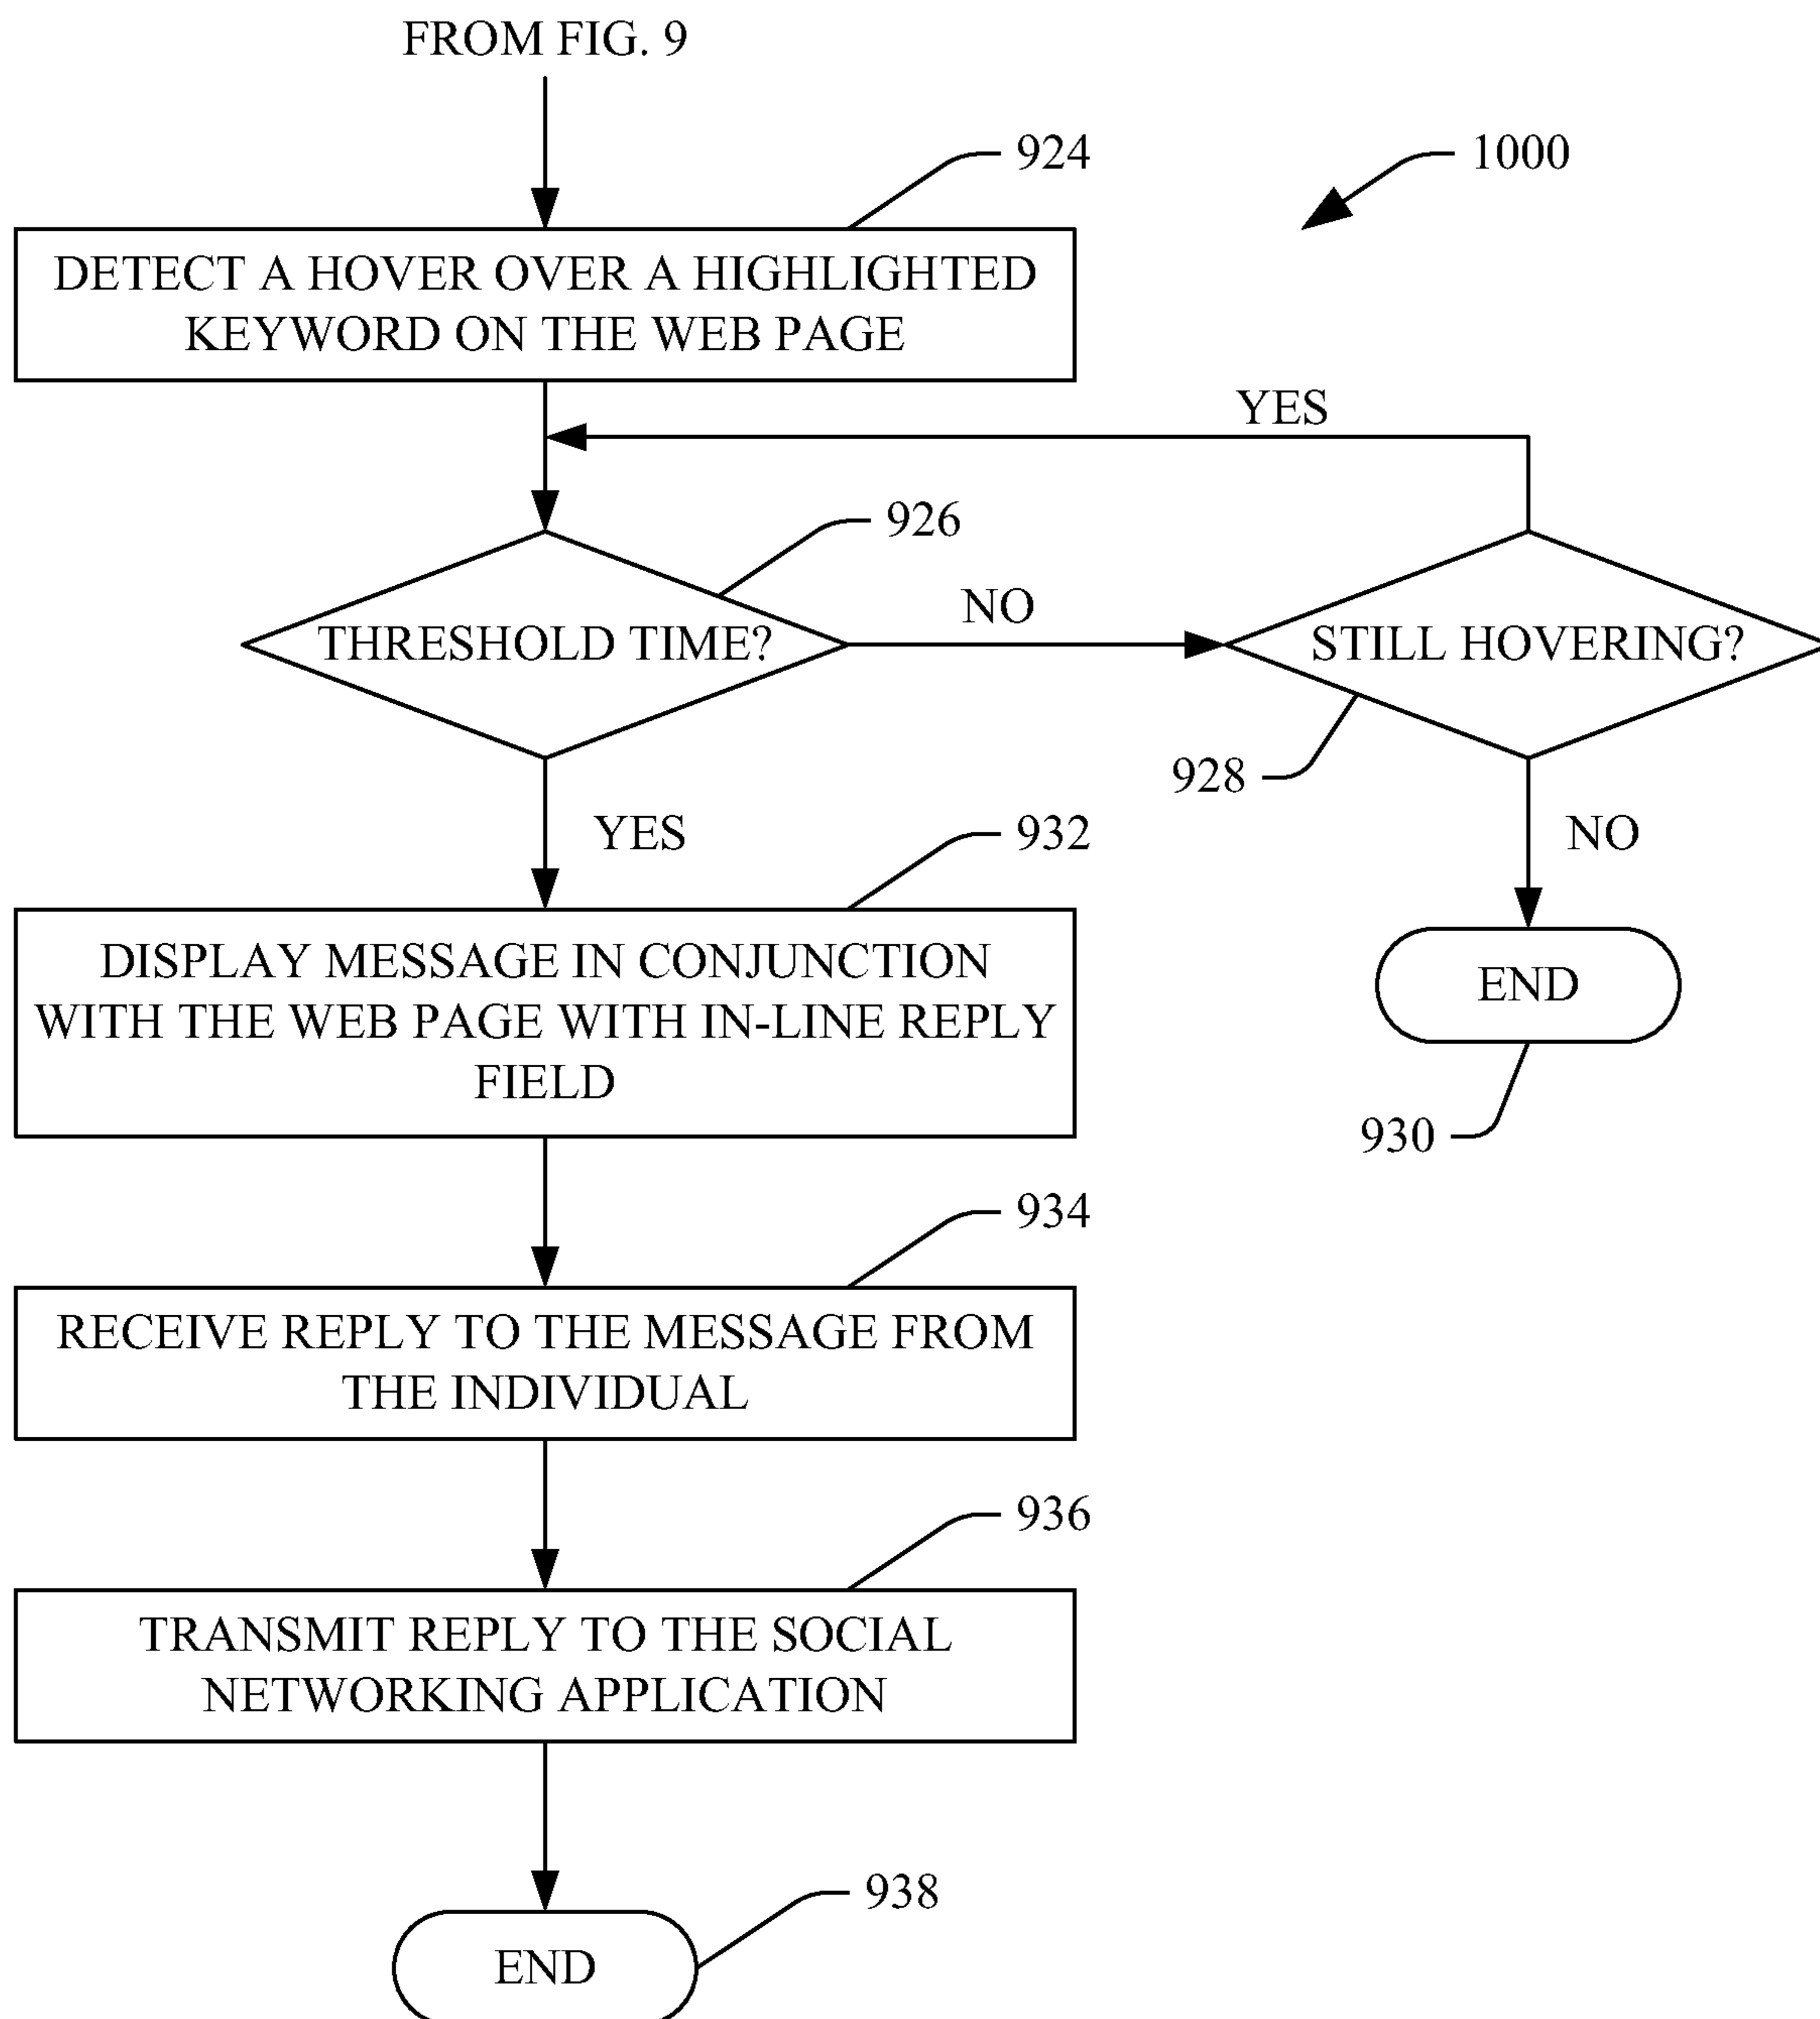 FROM FIG. 9
924
1000
DETECT A HOVER OVER A HIGHLIGHTED
KEYWORD ON THE WEB PAGE
YES
926
THRESHOLD TIME?
NO
STILL HOVERING?
928
YES
NO
932
DISPLAY MESSAGE IN CONJUNCTION
WITH THE WEB PAGE WITH IN-LINE REPLY
FIELD
END
930
934
RECEIVE REPLY TO THE MESSAGE FROM
THE INDIVIDUAL
936
TRANSMIT REPLY TO THE SOCIAL
NETWORKING APPLICATION
938
END